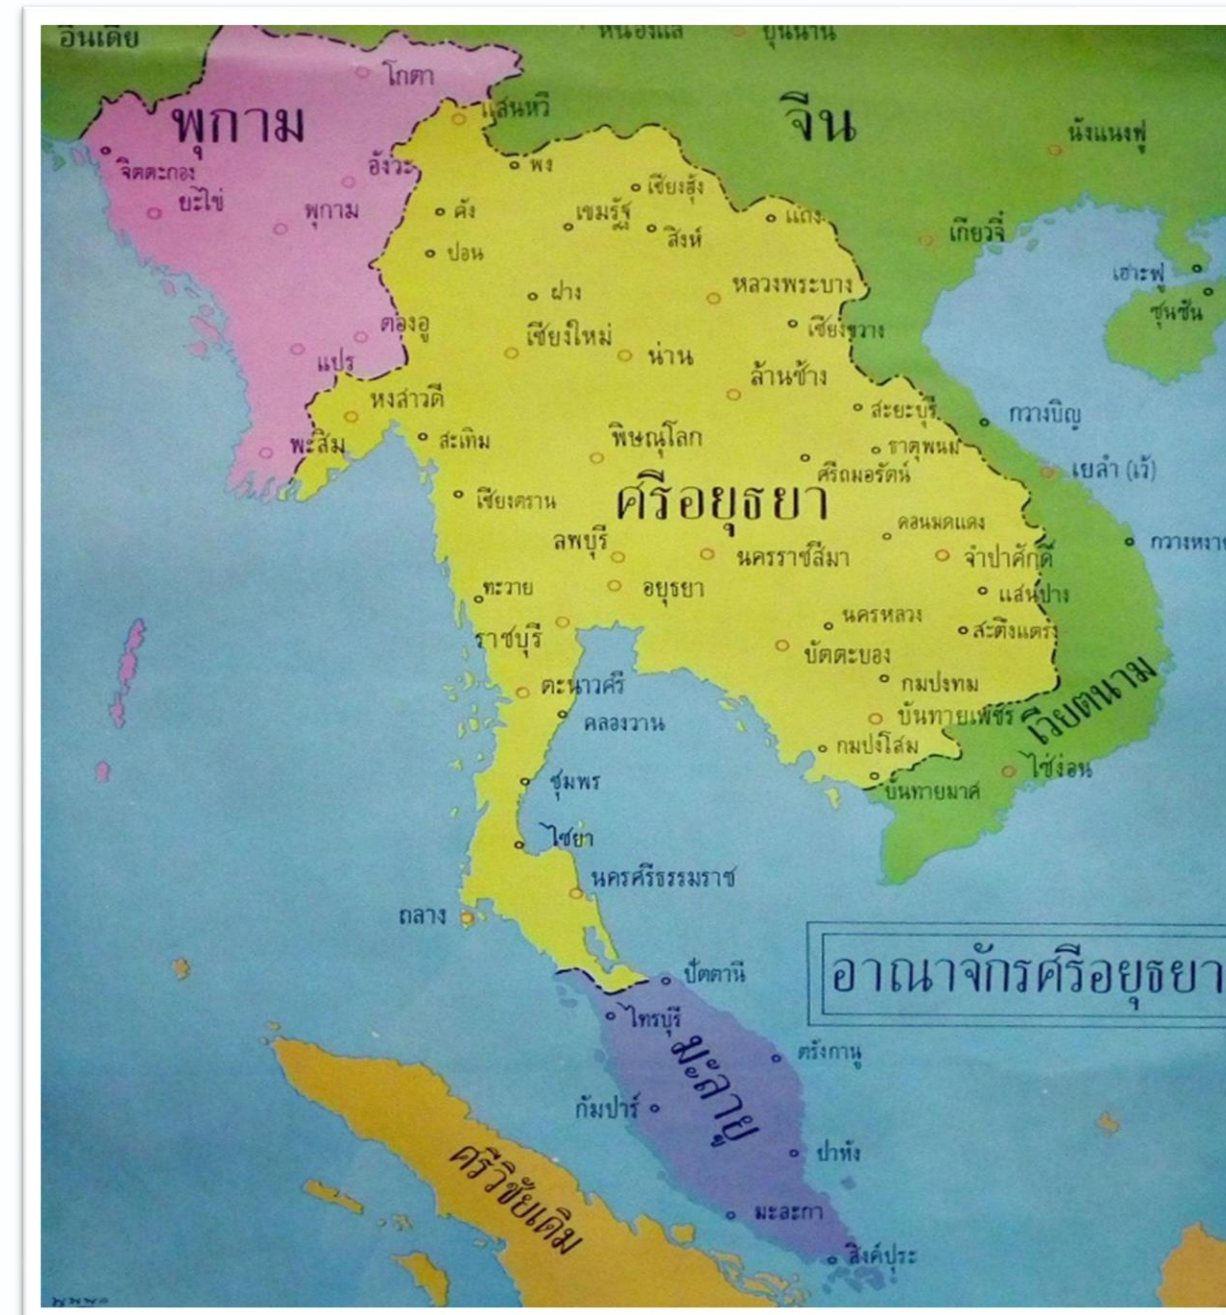 อินเดีย
หนองแส
ยุนนาน
โกตา
แสนหวี
พุกาม
จีน
นังแนงฟู
จิตตะกอง
อังวะ
พง
ยะไข่
พุกาม
คัง
เขมรัฐ
เชียงฮุ้ง
แถง
สิงห์
เกียวจี๋
ปอน
ฝาง
หลวงพระบาง
เฮาะฟู
ชุนชัน
ตองอู
เชียงใหม่
น่าน
เชียงขวาง
แปร
ล้านช้าง
หงสาวดี
สะยะบุรี
กวางบิญ
พะสิม
สะเทิม
พิษณุโลก
ธาตุพนม
ศรีถมอรัตน์
เยลำ (เว้)
เชียงตราน
ศรีอยุธยา
ดอนมดแดง
ลพบุรี
นครราชสีมา
จำปาศักดิ์
กวางหงาย
ทะวาย
อยุธยา
แสนปาง
ราชบุรี
นครหลวง
สะตึงแตรง
บัตตะบอง
ตะนาวศรี
กมปงทม
คลองวาน
บันทายเพ็ชร
เวียตนาม
กมปงโสม
ชุมพร
ไซ่ง่อน
บันทายมาศ
ไชยา
นครศรีธรรมราช
ถลาง
ปัตตานี
อาณาจักรศรีอยุธยา
ไทรบุรี
มะลายู
ตรังกานู
กัมปาร์
ปาหัง
ศรีวิชัยเดิม
มะละกา
สิงค์ปุระ